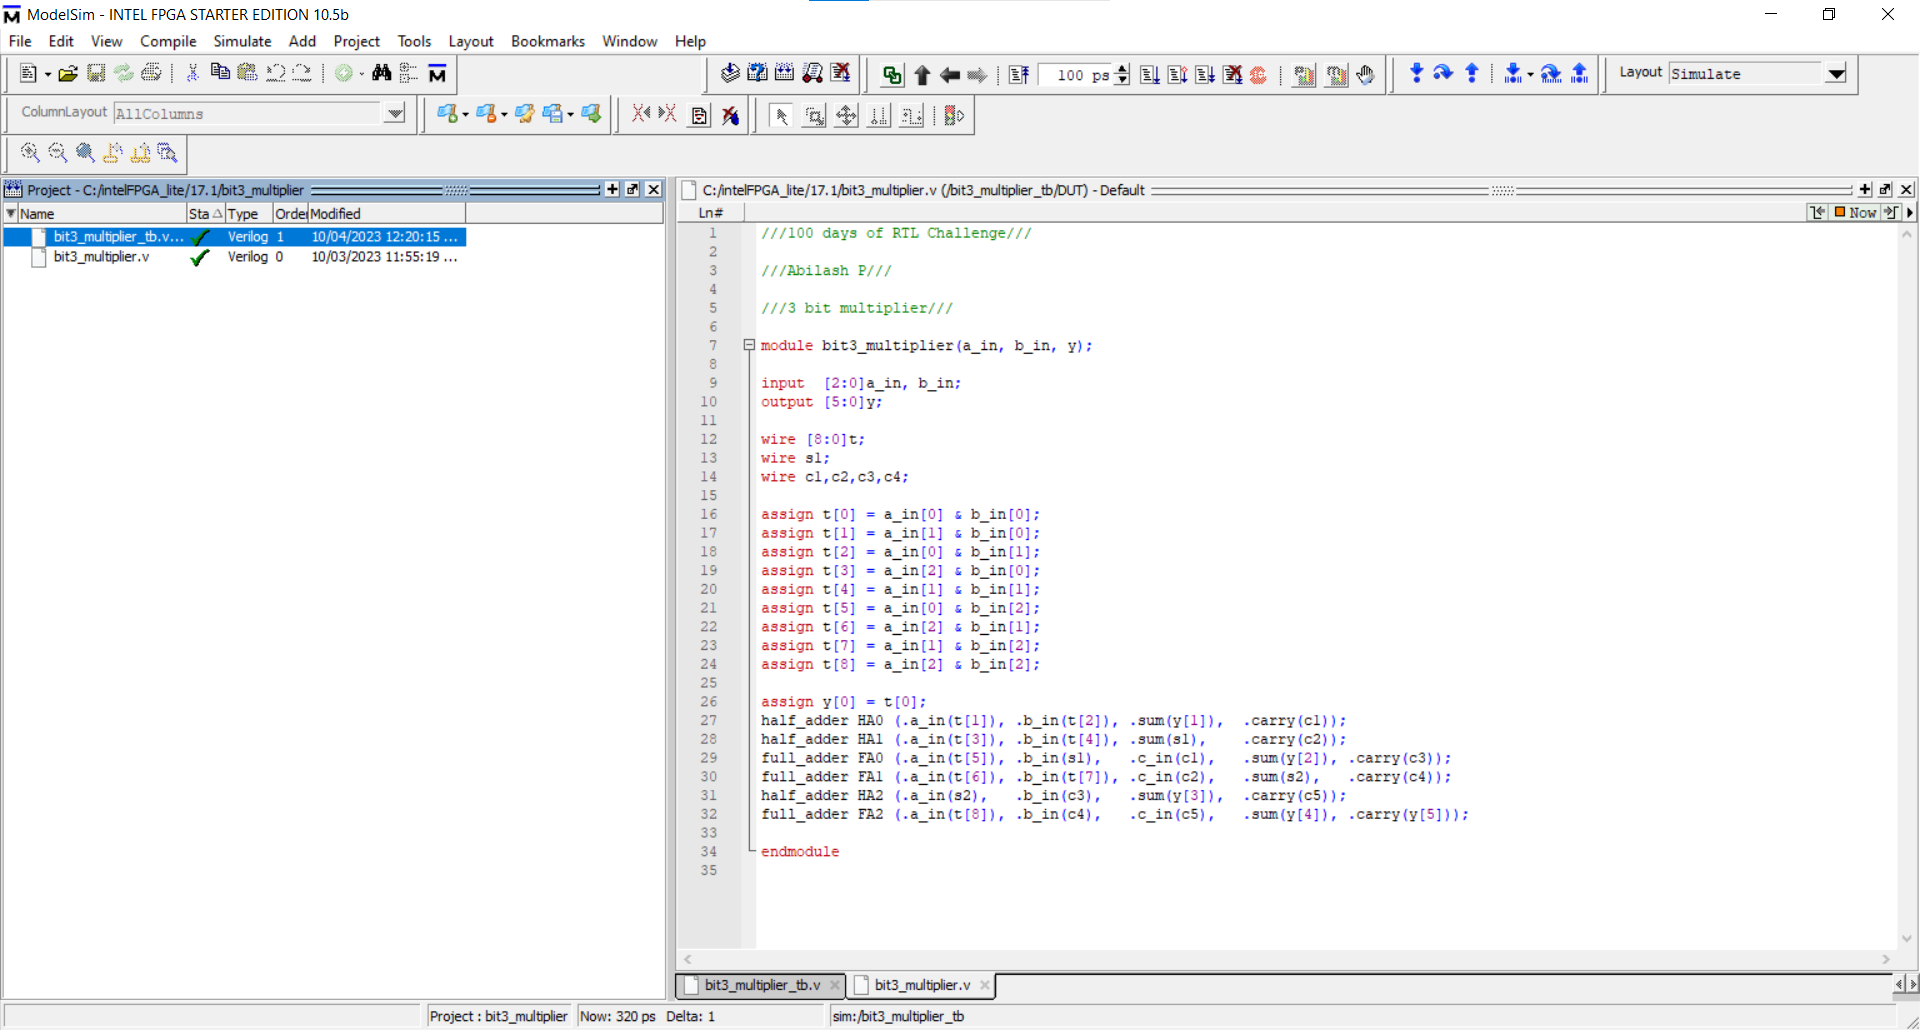 ModelSim - INTEL FPGA STARTER EDITION 10.5b
File Edit View Compile Simulate Add Project Tools Layout Bookmarks Window Help
100 ps
Layout Simulate
ColumnLayout AllColumns
Project - C:/intelFPGA_lite/17.1/bit3_multiplier
Name Sta Type Order Modified
bit3_multiplier_tb.v... Verilog 1 10/04/2023 12:20:15 ...
bit3_multiplier.v Verilog 0 10/03/2023 11:55:19 ...
C:/intelFPGA_lite/17.1/bit3_multiplier.v (/bit3_multiplier_tb/DUT) - Default
Ln# Now
1 ///100 days of RTL Challenge///
2
3 ///Abilash P///
4
5 ///3 bit multiplier///
6
7 module bit3_multiplier(a_in, b_in, y);
8
9 input  [2:0]a_in, b_in;
10 output [5:0]y;
11
12 wire [8:0]t;
13 wire s1;
14 wire c1,c2,c3,c4;
15
16 assign t[0] = a_in[0] & b_in[0];
17 assign t[1] = a_in[1] & b_in[0];
18 assign t[2] = a_in[0] & b_in[1];
19 assign t[3] = a_in[2] & b_in[0];
20 assign t[4] = a_in[1] & b_in[1];
21 assign t[5] = a_in[0] & b_in[2];
22 assign t[6] = a_in[2] & b_in[1];
23 assign t[7] = a_in[1] & b_in[2];
24 assign t[8] = a_in[2] & b_in[2];
25
26 assign y[0] = t[0];
27 half_adder HA0 (.a_in(t[1]), .b_in(t[2]), .sum(y[1]),  .carry(c1));
28 half_adder HA1 (.a_in(t[3]), .b_in(t[4]), .sum(s1),    .carry(c2));
29 full_adder FA0 (.a_in(t[5]), .b_in(s1),   .c_in(c1),   .sum(y[2]), .carry(c3));
30 full_adder FA1 (.a_in(t[6]), .b_in(t[7]), .c_in(c2),   .sum(s2),   .carry(c4));
31 half_adder HA2 (.a_in(s2),   .b_in(c3),   .sum(y[3]),  .carry(c5));
32 full_adder FA2 (.a_in(t[8]), .b_in(c4),   .c_in(c5),   .sum(y[4]), .carry(y[5]));
33
34 endmodule
35
bit3_multiplier_tb.v bit3_multiplier.v
Project : bit3_multiplier Now: 320 ps Delta: 1 sim:/bit3_multiplier_tb